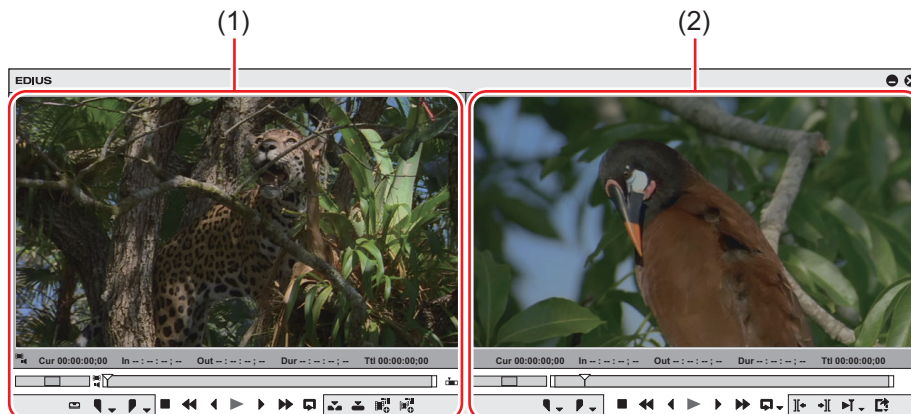 (1) (2)
EDIUS
Cur 00:00:00;00 In -- : -- : -- ; -- Out -- : -- : -- ; -- Dur -- : -- : -- ; -- Ttl 00:00:00;00 Cur 00:00:00;00 In -- : -- : -- ; -- Out -- : -- : -- ; -- Dur -- : -- : -- ; -- Ttl 00:00:00;00